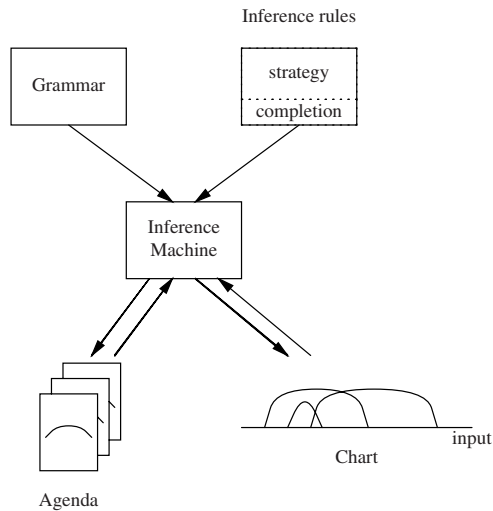 Inference rules
Grammar
strategy
completion
Inference
Machine
input
Chart
Agenda